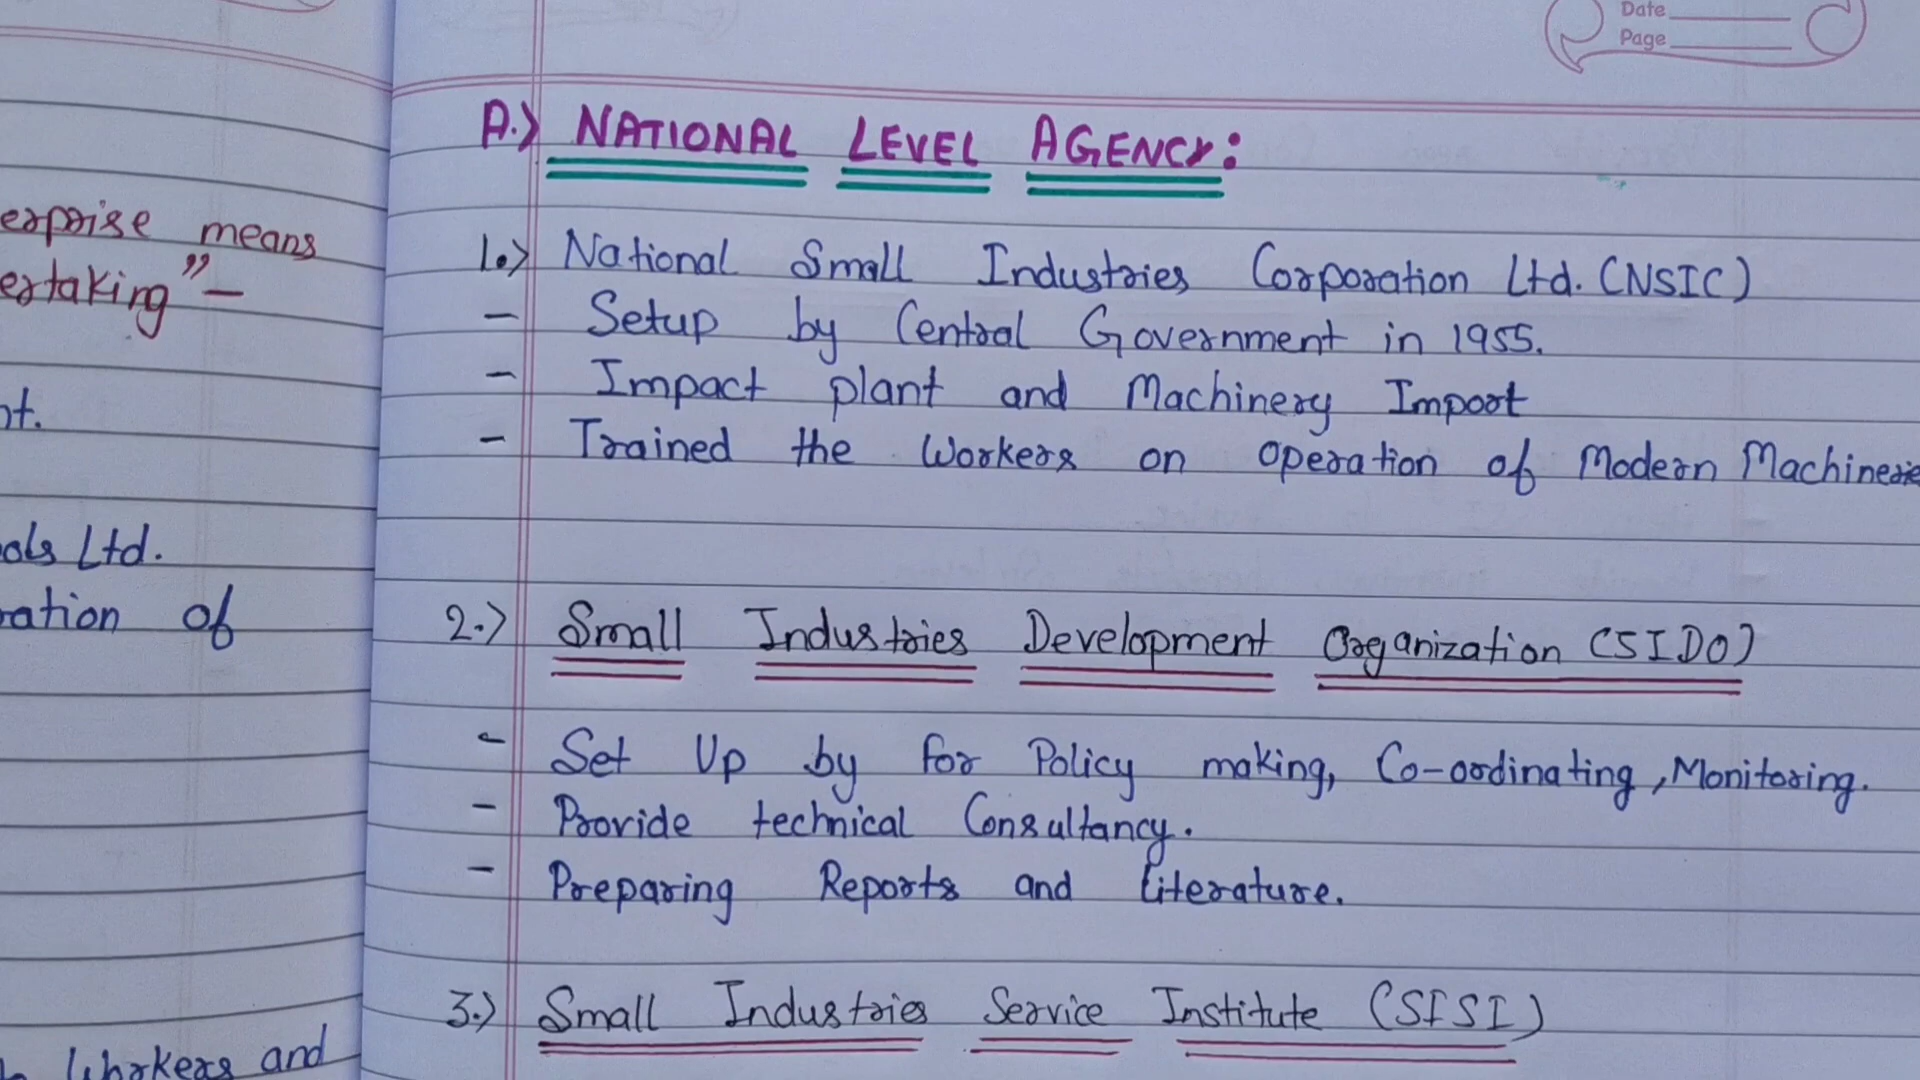 Date
Page
erprise means
ertaking" –
nt.
ols Ltd.
ration of
Workers and
A.> NATIONAL LEVEL AGENCY:
1.> National Small Industries Corporation Ltd. (NSIC)
– Setup by Central Government in 1955.
– Impact plant and Machinery Import
– Trained the Workers on operation of Modern Machineries
2.> Small Industries Development Organization (SIDO)
– Set Up by for Policy making, Co-ordinating, Monitoring.
– Provide technical Consultancy.
– Preparing Reports and literature.
3.> Small Industries Service Institute (SISI)